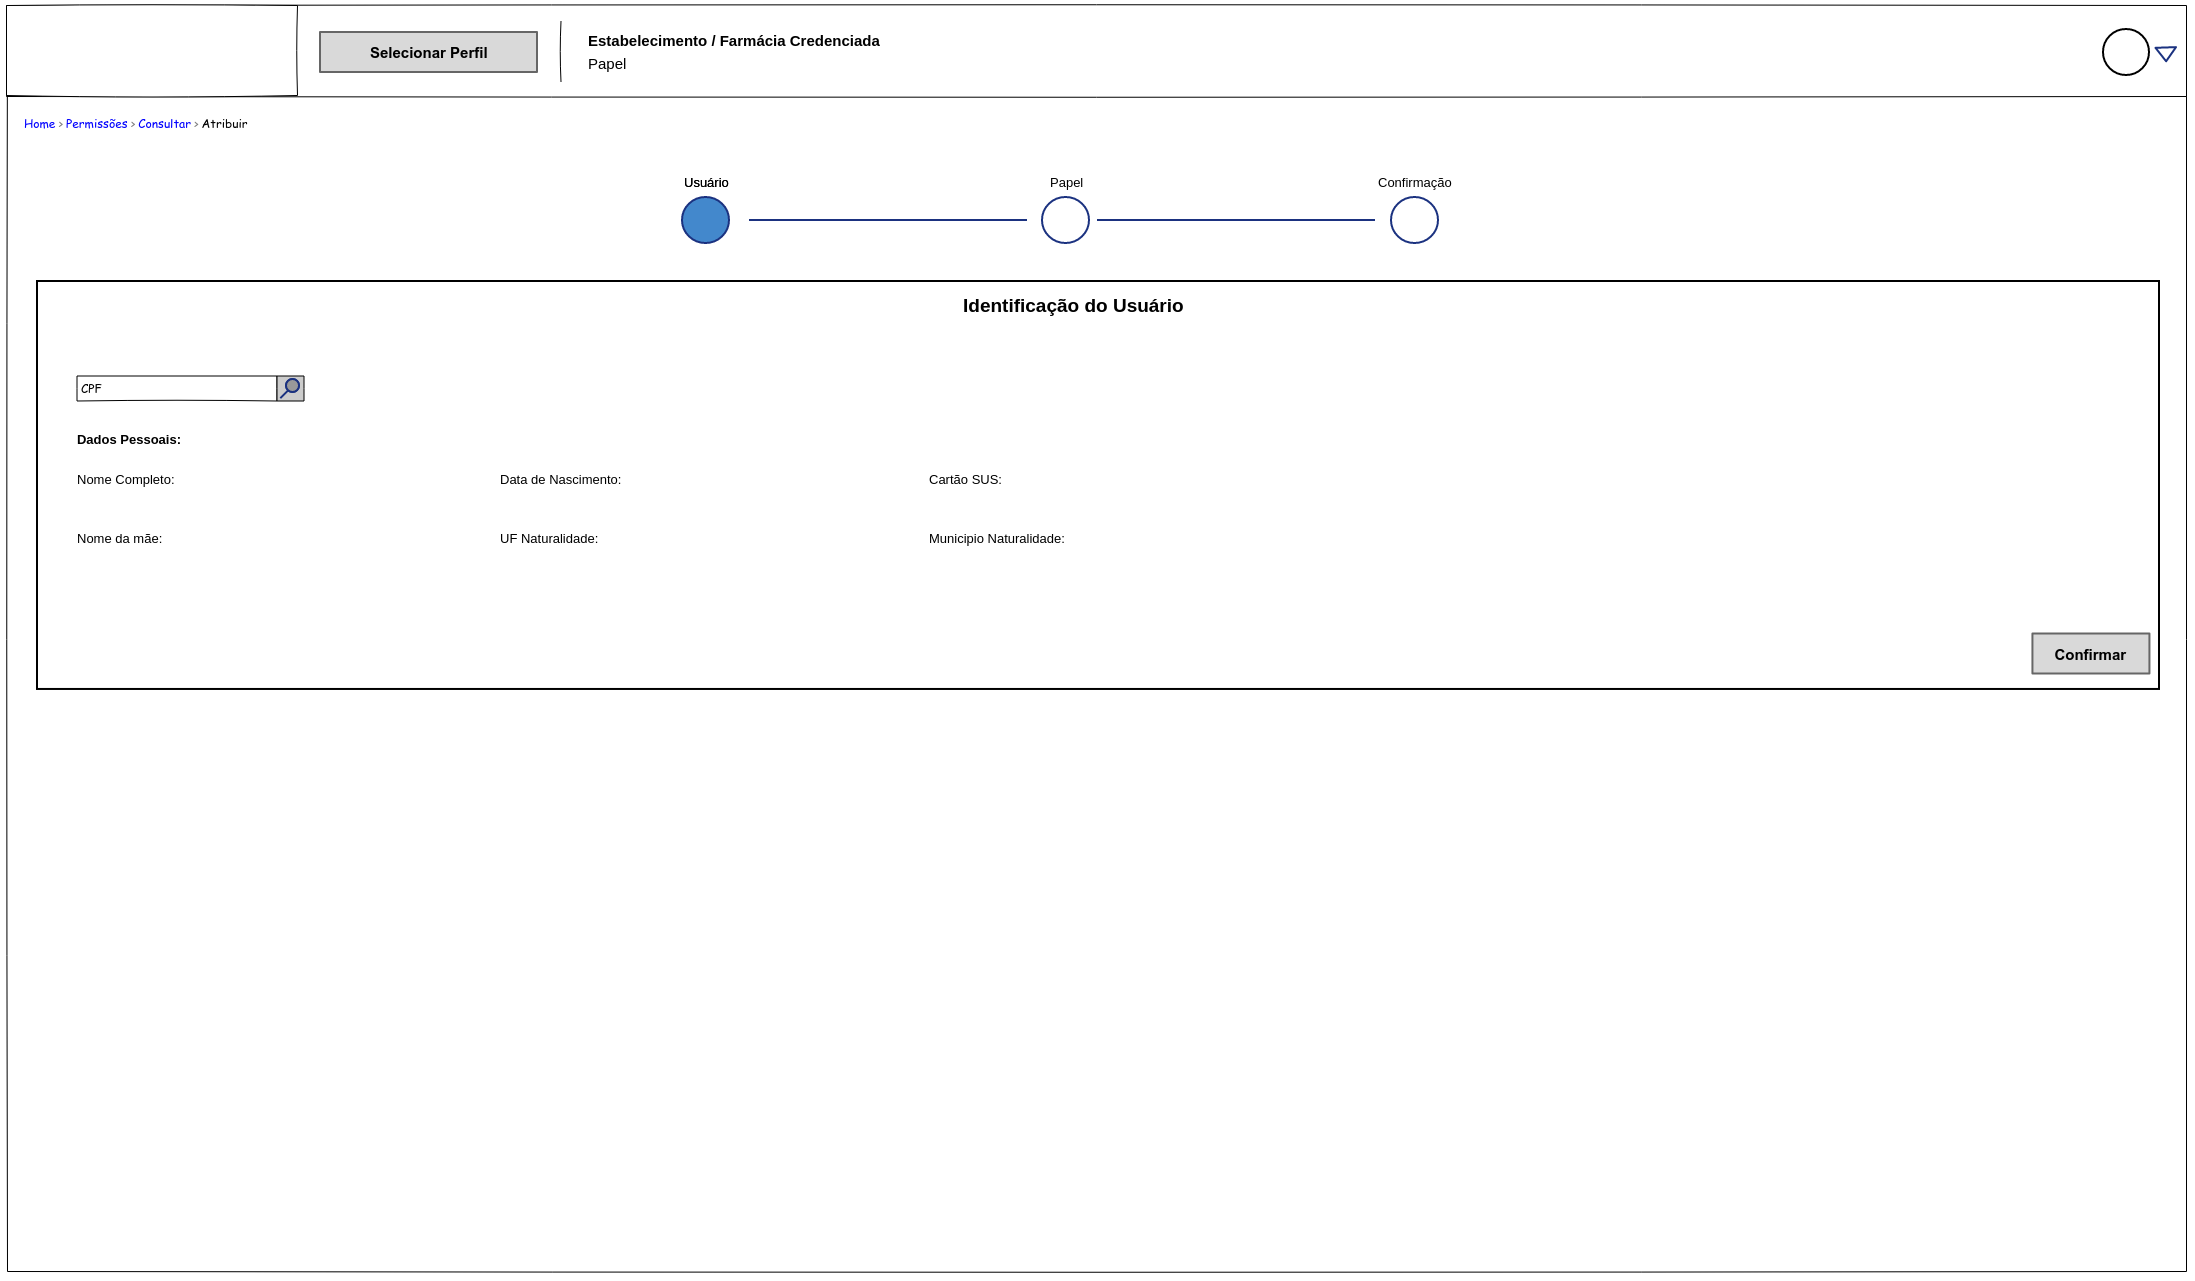 Selecionar Perfil
Estabelecimento / Farmácia Credenciada
Papel
Home > Permissões > Consultar > Atribuir
Usuário
Papel
Confirmação
Identificação do Usuário
CPF
Dados Pessoais:
Nome Completo:
Data de Nascimento:
Cartão SUS:
Nome da mãe:
UF Naturalidade:
Municipio Naturalidade:
Confirmar